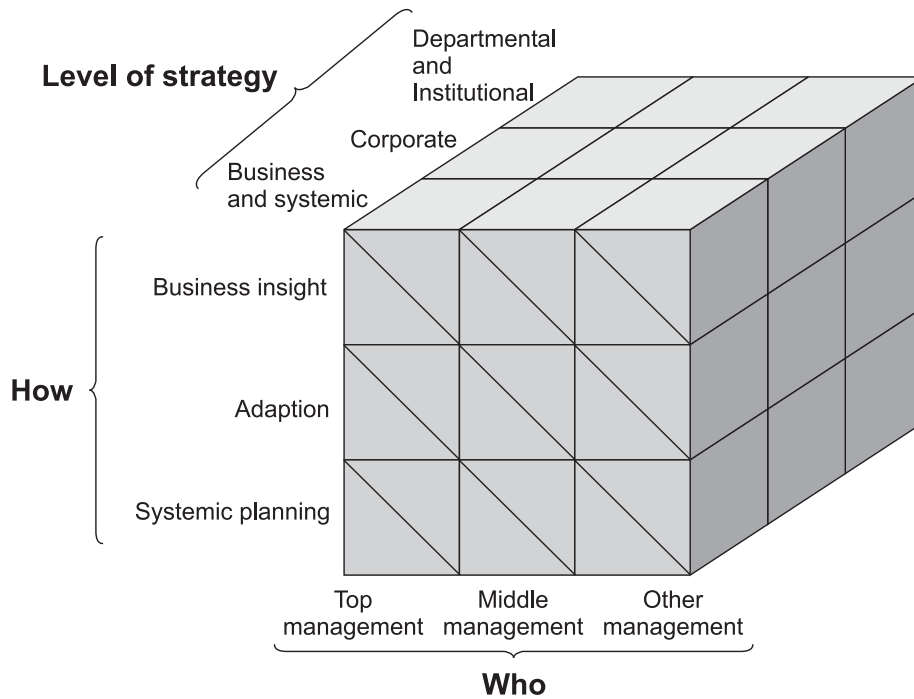 Departmental
and
Institutional
Level of strategy
Corporate
Business
and systemic
Business insight
How
Adaption
Systemic planning
Top
management
Middle
management
Other
management
Who